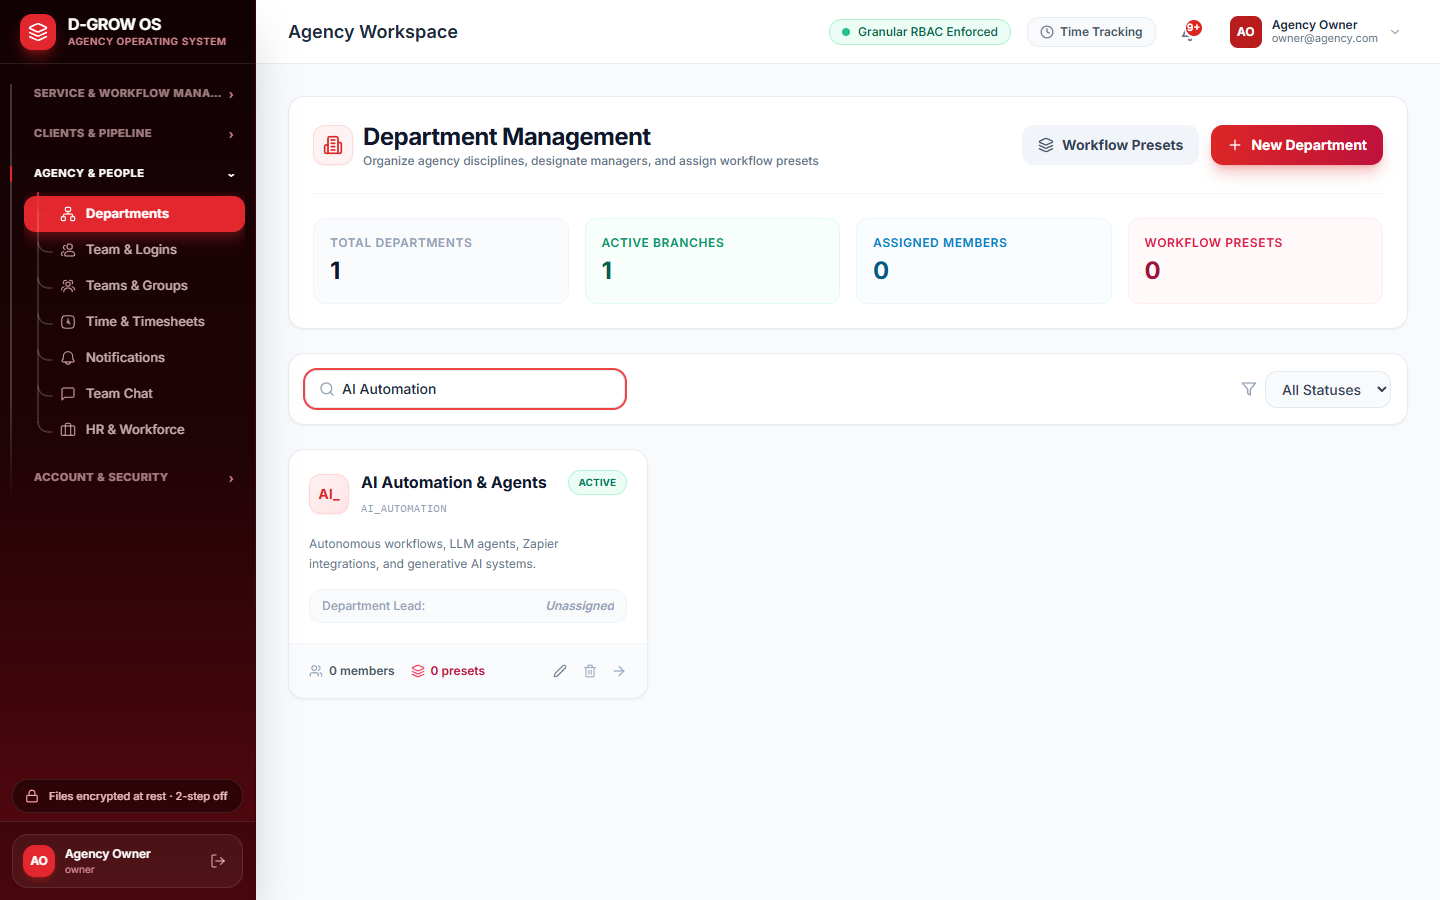 D-GROW OS
AGENCY OPERATING SYSTEM
SERVICE & WORKFLOW MANA...
CLIENTS & PIPELINE
AGENCY & PEOPLE
Departments
Team & Logins
Teams & Groups
Time & Timesheets
Notifications
Team Chat
HR & Workforce
ACCOUNT & SECURITY
Files encrypted at rest · 2-step off
AO
Agency Owner
owner
Agency Workspace
Granular RBAC Enforced
Time Tracking
9+
AO
Agency Owner
owner@agency.com
Department Management
Organize agency disciplines, designate managers, and assign workflow presets
Workflow Presets
New Department
TOTAL DEPARTMENTS
1
ACTIVE BRANCHES
1
ASSIGNED MEMBERS
0
WORKFLOW PRESETS
0
AI Automation
All Statuses
AI_
AI Automation & Agents
ACTIVE
AI_AUTOMATION
Autonomous workflows, LLM agents, Zapier
integrations, and generative AI systems.
Department Lead:
Unassigned
0 members
0 presets